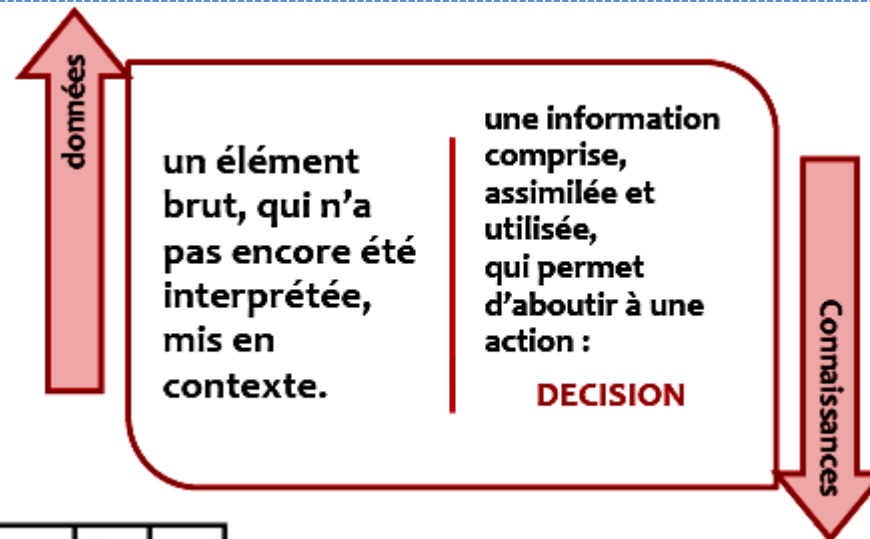 données
un élément
brut, qui n'a
pas encore été
interprétée,
mis en
contexte.
une information
comprise,
assimilée et
utilisée,
qui permet
d'aboutir à une
action :
DECISION
Connaissances